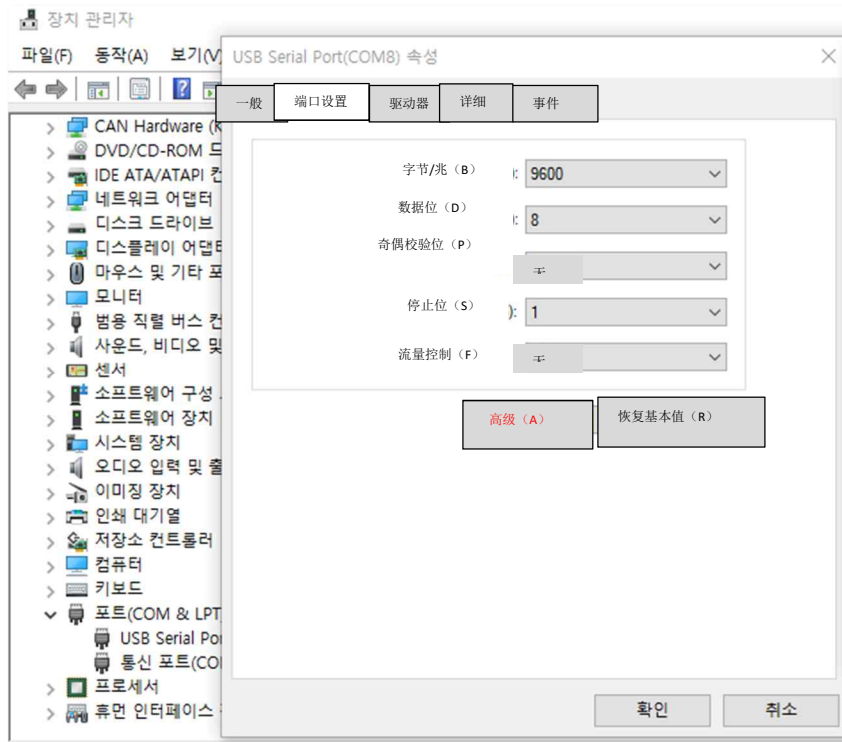 장치 관리자
파일(F) 동작(A) 보기(V)
USB Serial Port(COM8) 속성
一般 端口设置 驱动器 详细 事件
CAN Hardware (K
DVD/CD-ROM 드
IDE ATA/ATAPI 컨
네트워크 어댑터
디스크 드라이브
디스플레이 어댑터
마우스 및 기타 포
모니터
범용 직렬 버스 컨
사운드, 비디오 및
센서
소프트웨어 구성
소프트웨어 장치
시스템 장치
오디오 입력 및 출
이미징 장치
인쇄 대기열
저장소 컨트롤러
컴퓨터
키보드
포트(COM & LPT
USB Serial Por
통신 포트(CO
프로세서
휴먼 인터페이스
字节/兆（B） : 9600
数据位（D） : 8
奇偶校验位（P） 无
停止位（S） ): 1
流量控制（F） 无
高级（A） 恢复基本值（R）
확인 취소